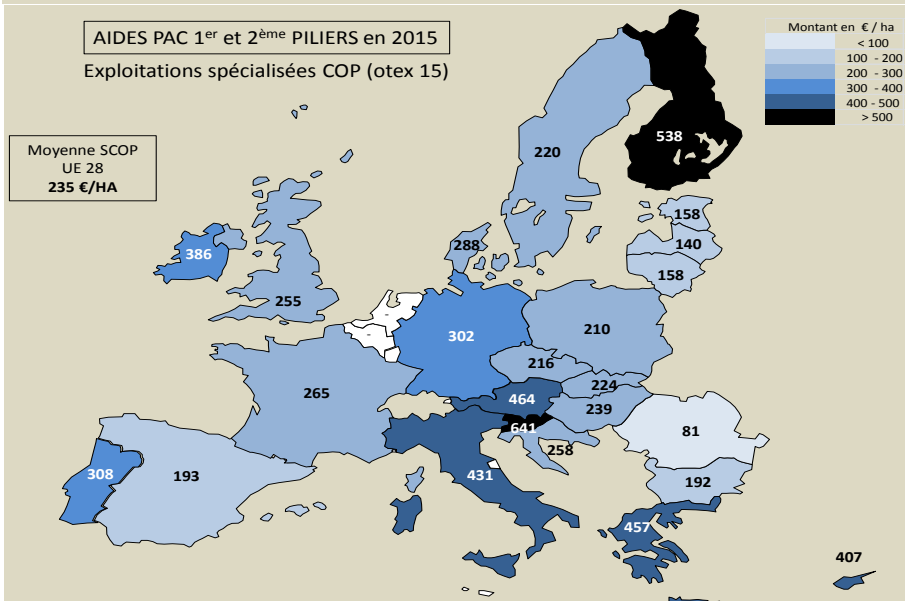 AIDES PAC 1er et 2ème PILIERS en 2015
Exploitations spécialisées COP (otex 15)
Montant en € / ha
< 100
100 - 200
200 - 300
300 - 400
400 - 500
> 500
Moyenne SCOP
UE 28
235 €/HA
538
220
158
140
158
386
288
255
302
210
216
224
265
464
239
641
258
81
308
193
431
192
457
407
-
-